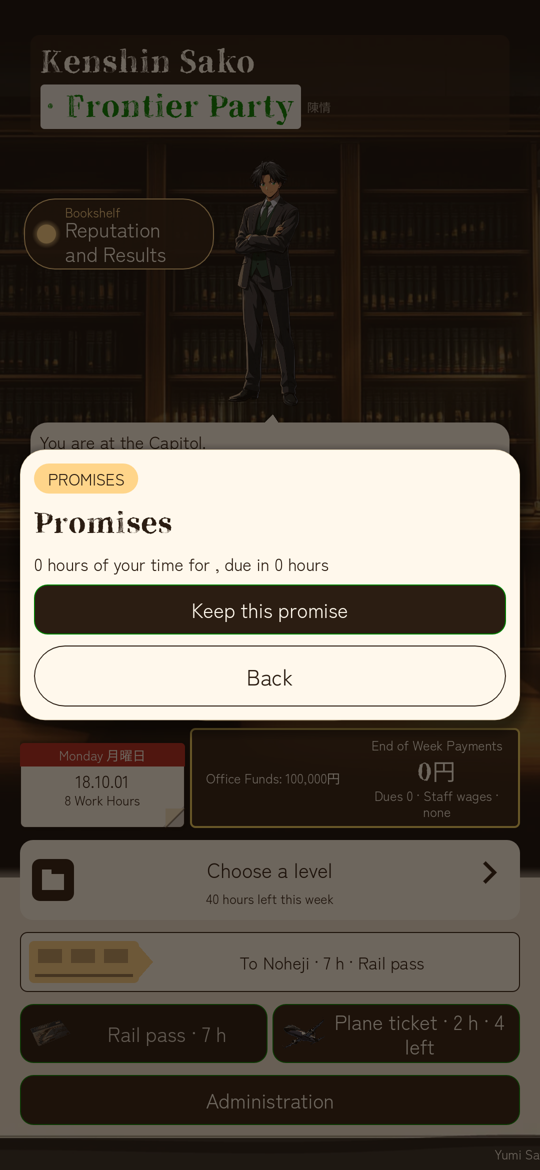 Kenshin Sako
· Frontier Party 陳情
Bookshelf
Reputation
and Results
You are at the Capitol.
PROMISES
Promises
0 hours of your time for , due in 0 hours
Keep this promise
Back
Monday 月曜日
18.10.01
8 Work Hours
Office Funds: 100,000円
End of Week Payments
0円
Dues 0 · Staff wages ·
none
Choose a level
40 hours left this week
To Noheji · 7 h · Rail pass
Rail pass · 7 h
Plane ticket · 2 h · 4
left
Administration
Yumi Sa